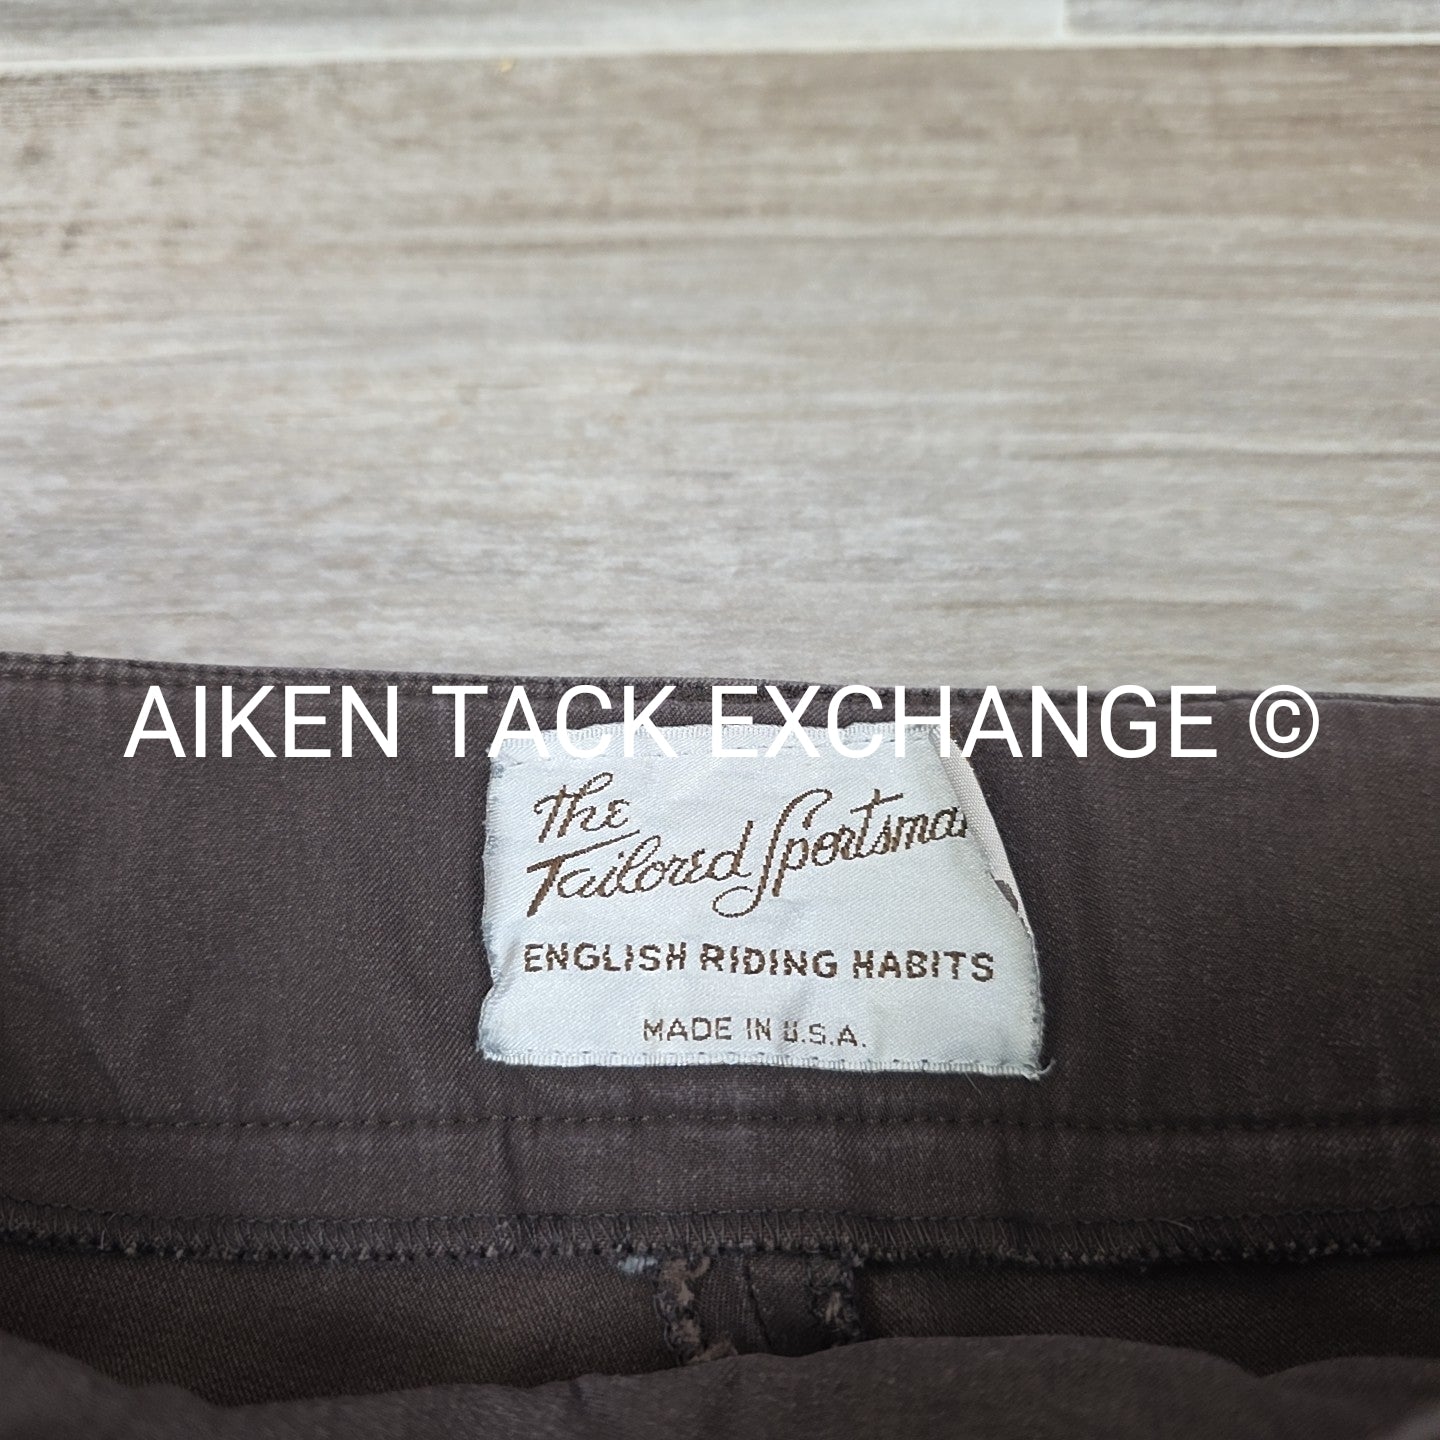 AIKEN TACK EXCHANGE ©
The
Tailored Sportsma
ENGLISH RIDING HABITS
MADE IN U.S.A.